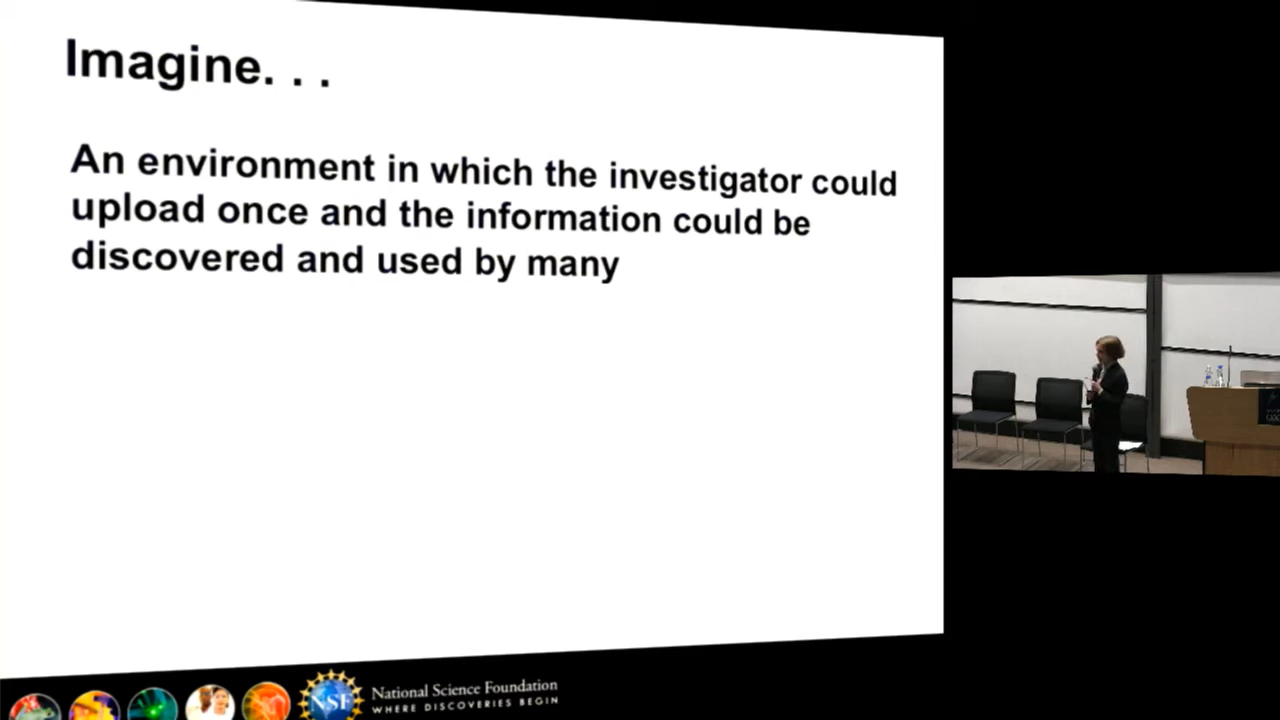 Imagine. . .
An environment in which the investigator could
upload once and the information could be
discovered and used by many
NSF
National Science Foundation
WHERE DISCOVERIES BEGIN